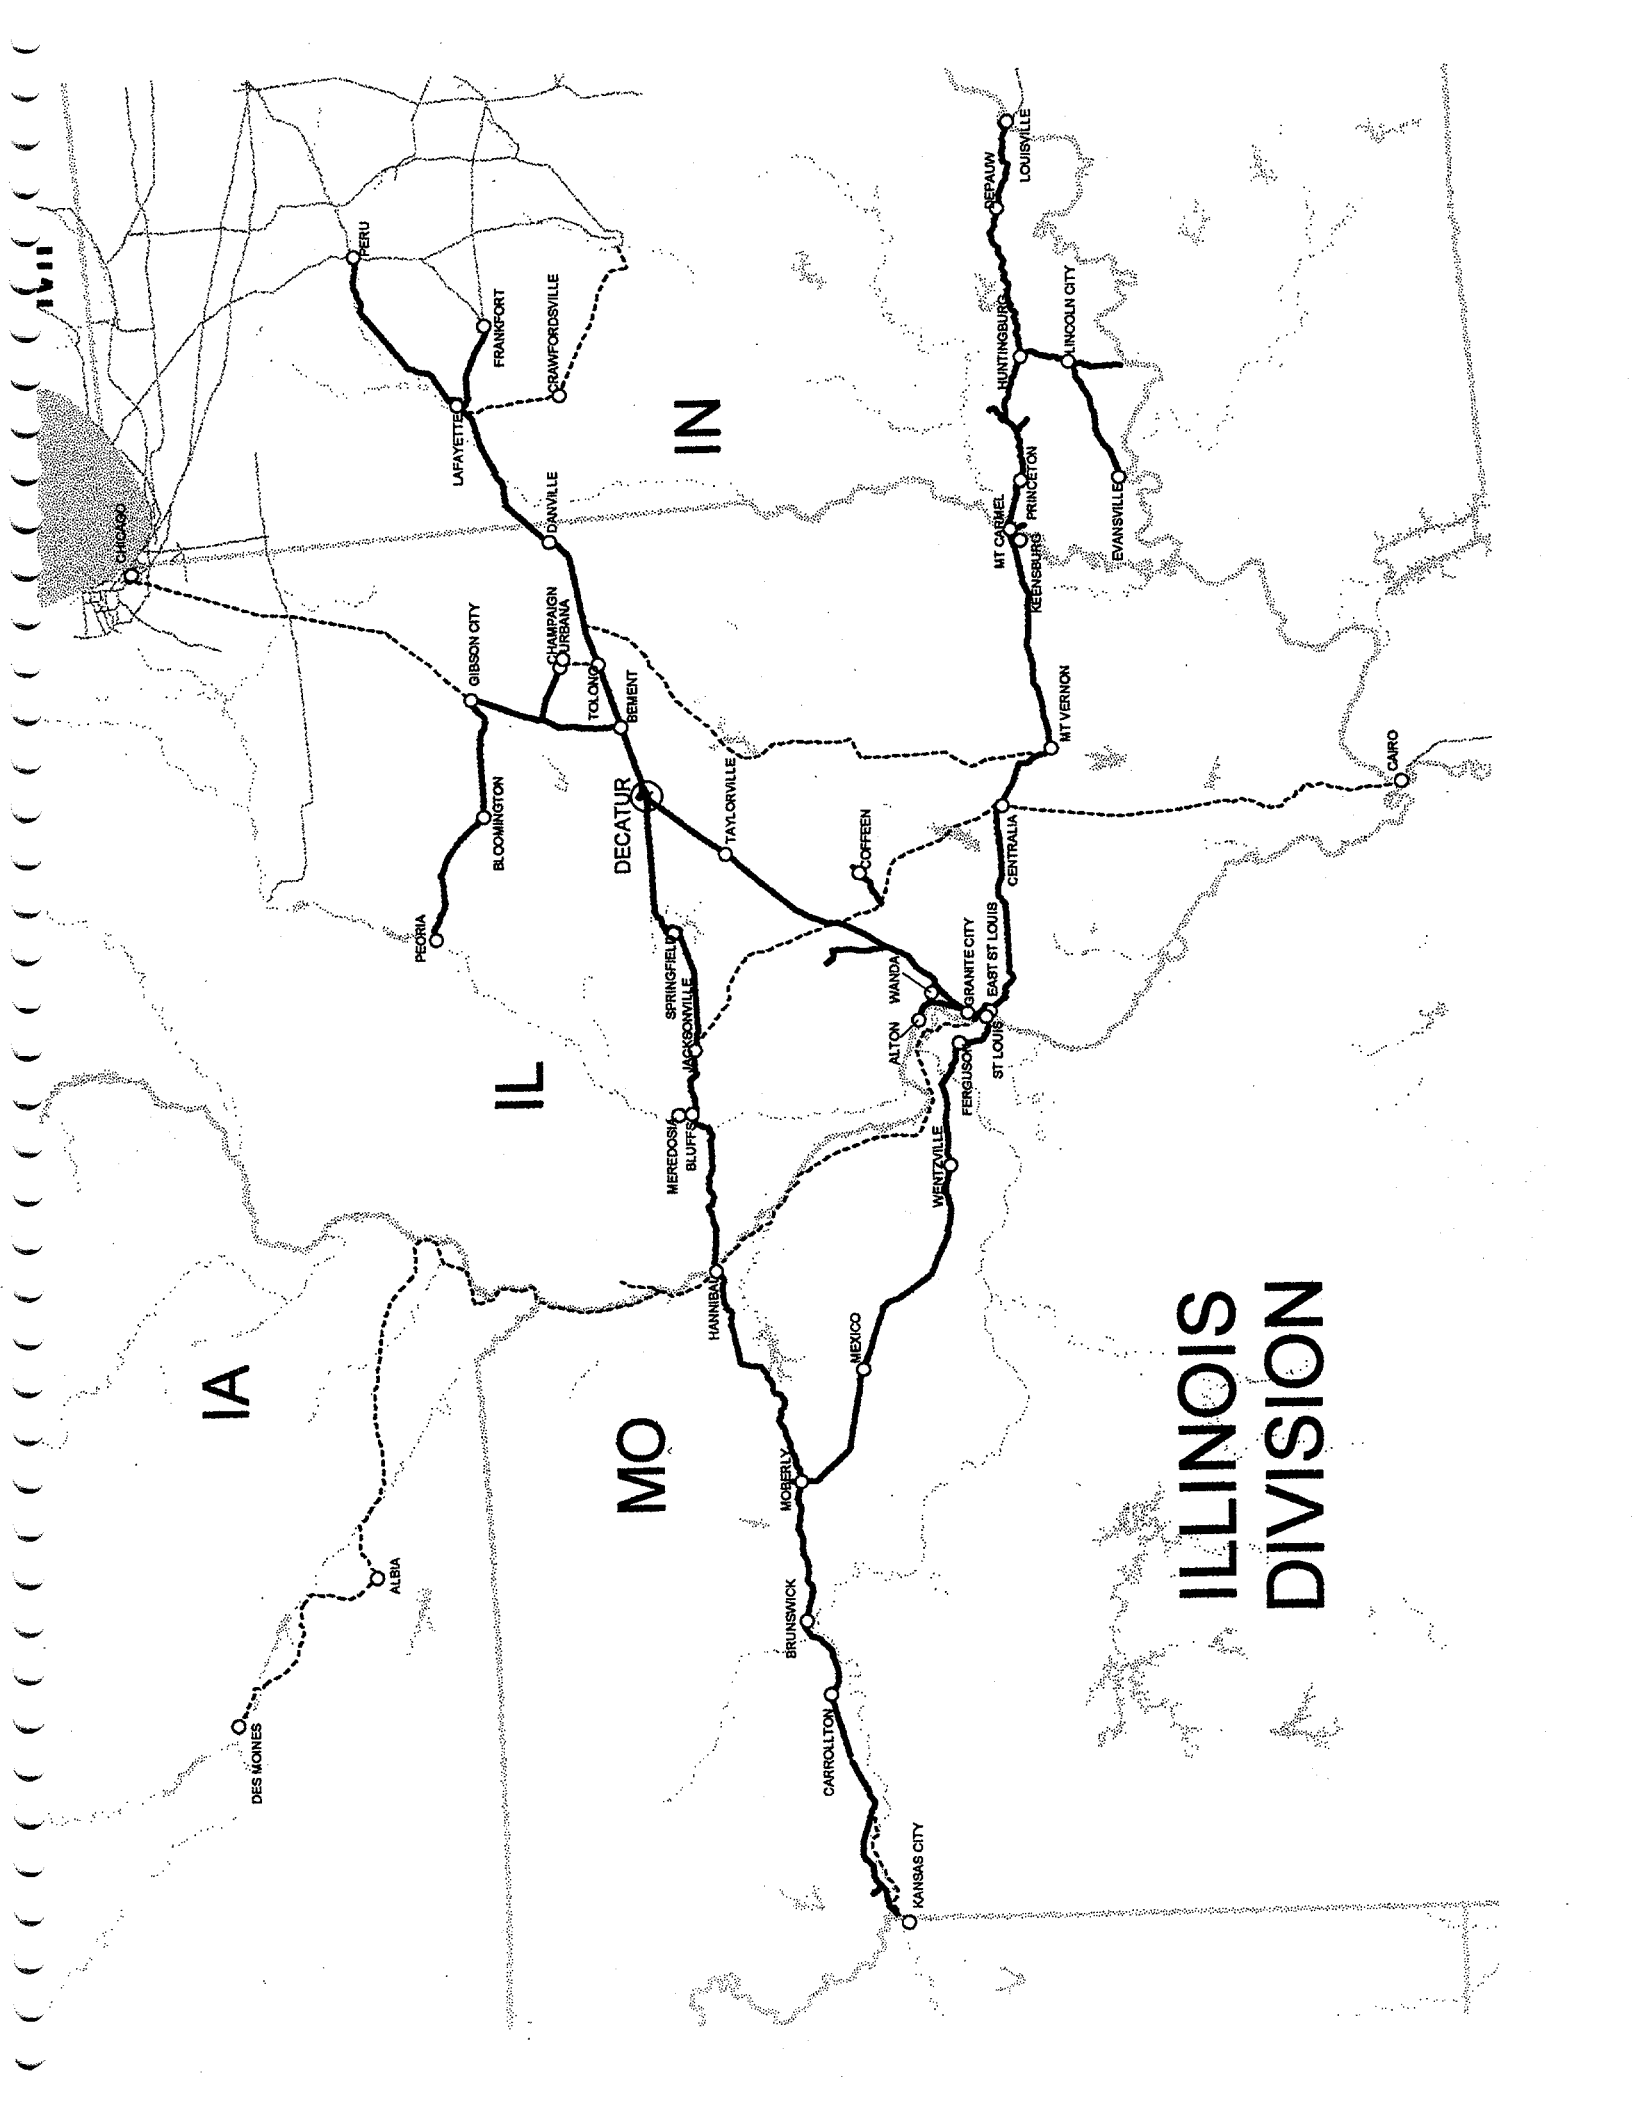 CHICAGO
PERU
FRANKFORT
CRAWFORDSVILLE
LAFAYETTE
DANVILLE
GIBSON CITY
CHAMPAIGN
URBANA
TOLONO
BEMENT
BLOOMINGTON
PEORIA
DECATUR
TAYLORVILLE
SPRINGFIELD
JACKSONVILLE
MEREDOSIA
BLUFFS
COFFEEN
WANDA
ALTON
GRANITE CITY
EAST ST LOUIS
ST LOUIS
FERGUSON
WENTZVILLE
HANNIBAL
MEXICO
MOBERLY
BRUNSWICK
CARROLLTON
KANSAS CITY
DES MOINES
ALBIA
CENTRALIA
MT VERNON
CAIRO
KEENSBURG
MT CARMEL
PRINCETON
EVANSVILLE
HUNTINGBURG
LINCOLN CITY
DEPAUW
LOUISVILLE
IA
IL
IN
MO
ILLINOIS
DIVISION